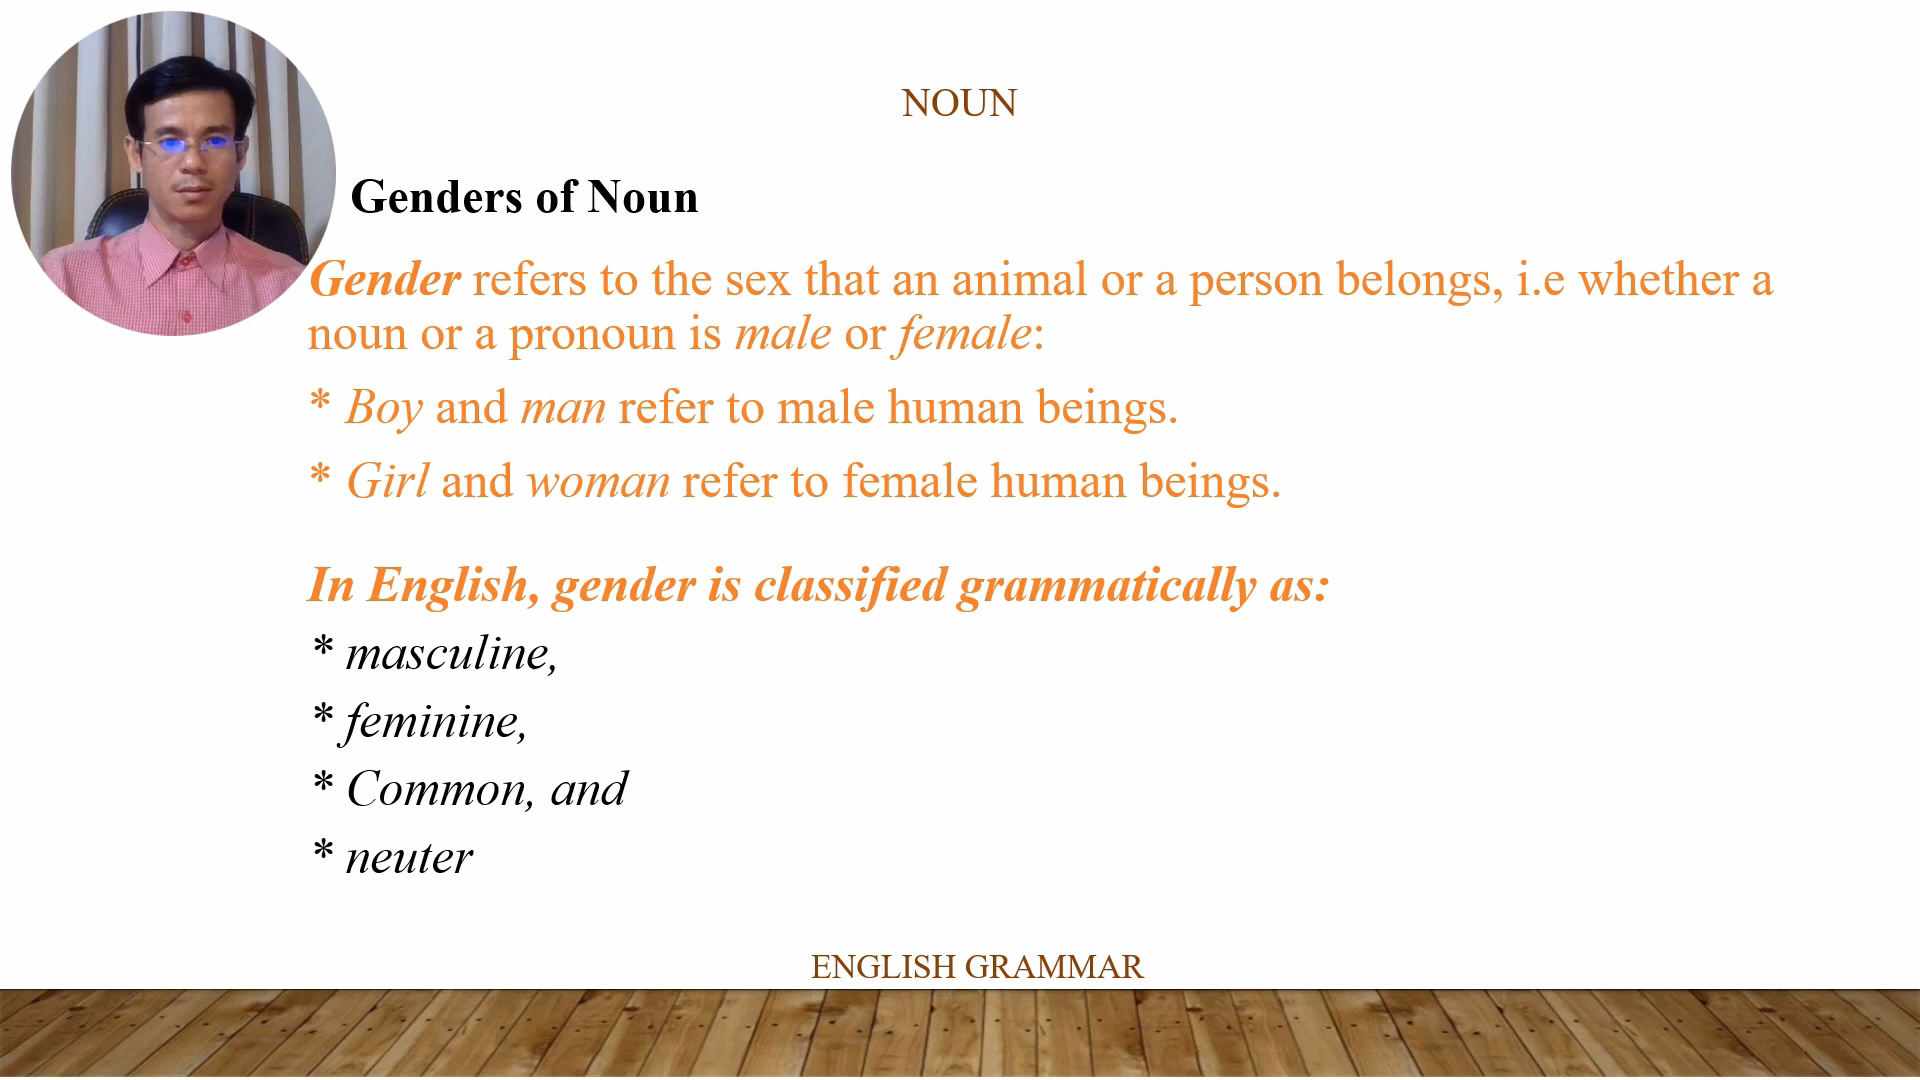 NOUN
Genders of Noun
Gender refers to the sex that an animal or a person belongs, i.e whether a
noun or a pronoun is male or female:
* Boy and man refer to male human beings.
* Girl and woman refer to female human beings.
In English, gender is classified grammatically as:
* masculine,
* feminine,
* Common, and
* neuter
ENGLISH GRAMMAR